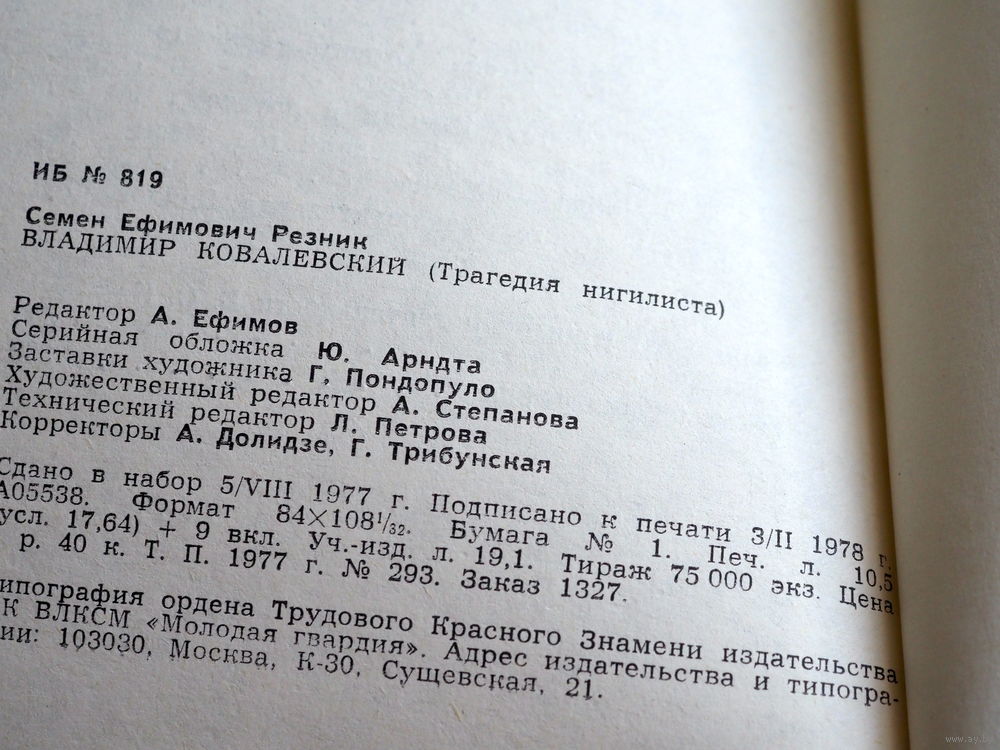 ИБ № 819
Семен Ефимович Резник
ВЛАДИМИР КОВАЛЕВСКИЙ (Трагедия нигилиста)
Редактор А. Ефимов
Серийная обложка Ю. Арндта
Заставки художника Г. Пондопуло
Художественный редактор А. Степанова
Технический редактор Л. Петрова
Корректоры А. Долидзе, Г. Трибунская
Сдано в набор 5/VIII 1977 г. Подписано к печати 3/II 1978 г.
А05538. Формат 84×108¹/₃₂. Бумага № 1. Печ. л. 10,5
усл. 17,64) + 9 вкл. Уч.-изд. л. 19,1. Тираж 75 000 экз. Цена
р. 40 к. Т. П. 1977 г. № 293. Заказ 1327.
ипография ордена Трудового Красного Знамени издательства
К ВЛКСМ «Молодая гвардия». Адрес издательства и типогра-
ии: 103030, Москва, К-30, Сущевская, 21.